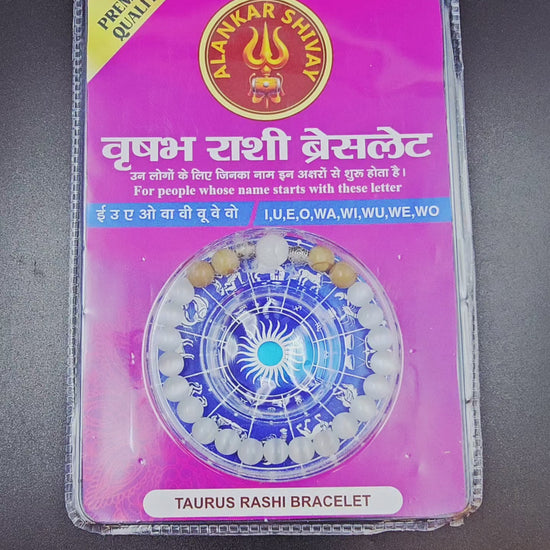 QUALITY
ALANKAR SHIVAY
वृषभ राशी ब्रेसलेट
उन लोगों के लिए जिनका नाम इन अक्षरों से शुरू होता है।
For people whose name starts with these letter
ई उ ए ओ वा वी वू वे वो / I,U,E,O,WA,WI,WU,WE,WO
TAURUS RASHI BRACELET